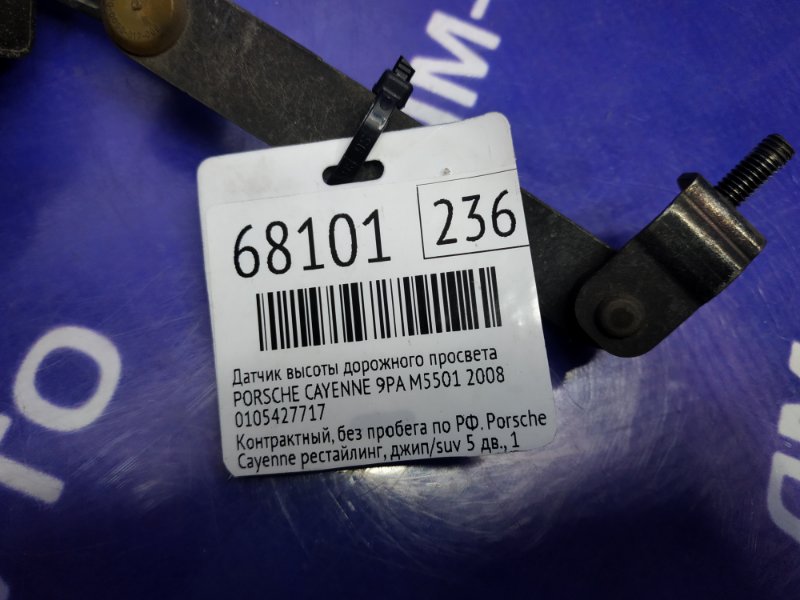 68101 236
Датчик высоты дорожного просвета
PORSCHE CAYENNE 9PA M5501 2008
0105427717
Контрактный, без пробега по РФ. Porsche
Cayenne рестайлинг, джип/suv 5 дв., 1